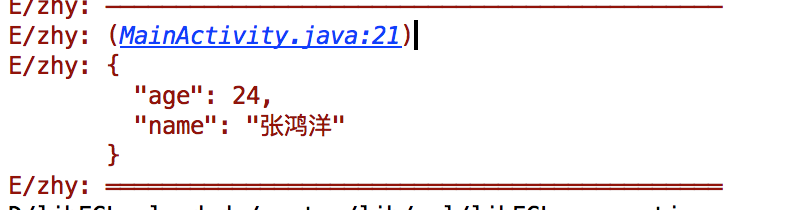 E/zhy: ════════════════════════════════════════════
E/zhy: (MainActivity.java:21)
E/zhy: {
"age": 24,
"name": "张鸿洋"
}
E/zhy: ════════════════════════════════════════════